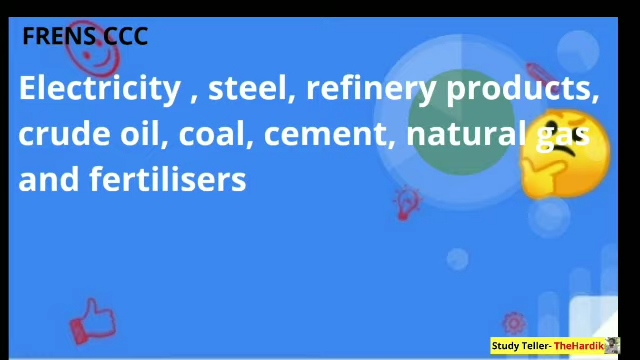 FRENS CCC
Electricity , steel, refinery products,
crude oil, coal, cement, natural gas
and fertilisers
Study Teller- TheHardik